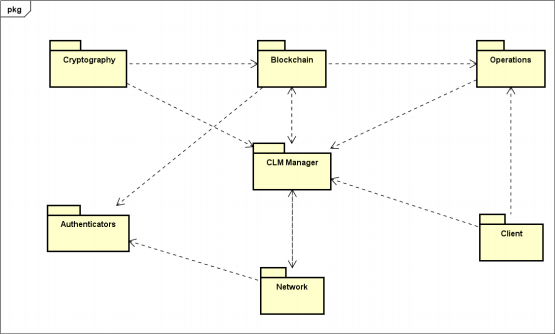 pkg
Cryptography
Blockchain
Operations
CLM Manager
Authenticators
Client
Network